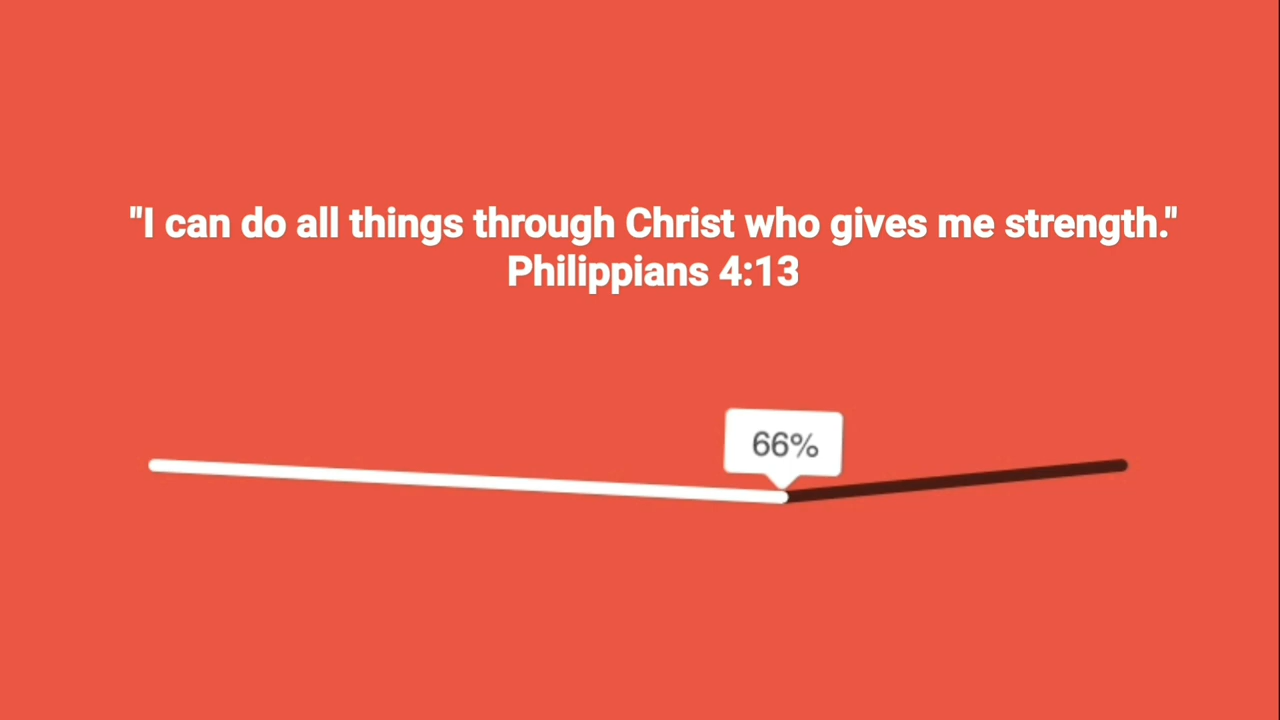 "I can do all things through Christ who gives me strength."
Philippians 4:13
66%